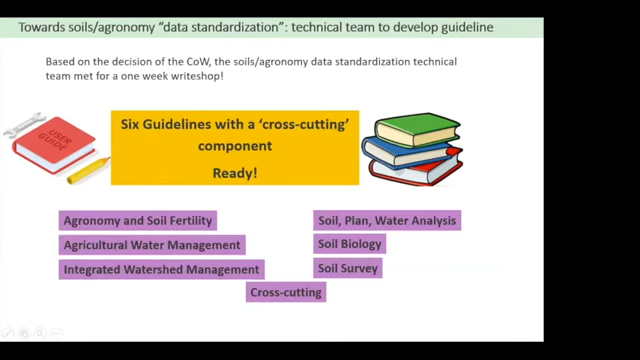 Towards soils/agronomy “data standardization”: technical team to develop guideline
Based on the decision of the CoW, the soils/agronomy data standardization technical
team met for a one week writeshop!
USER
GUIDE
Six Guidelines with a ‘cross-cutting’
component
Ready!
Agronomy and Soil Fertility
Agricultural Water Management
Integrated Watershed Management
Soil, Plan, Water Analysis
Soil Biology
Soil Survey
Cross-cutting